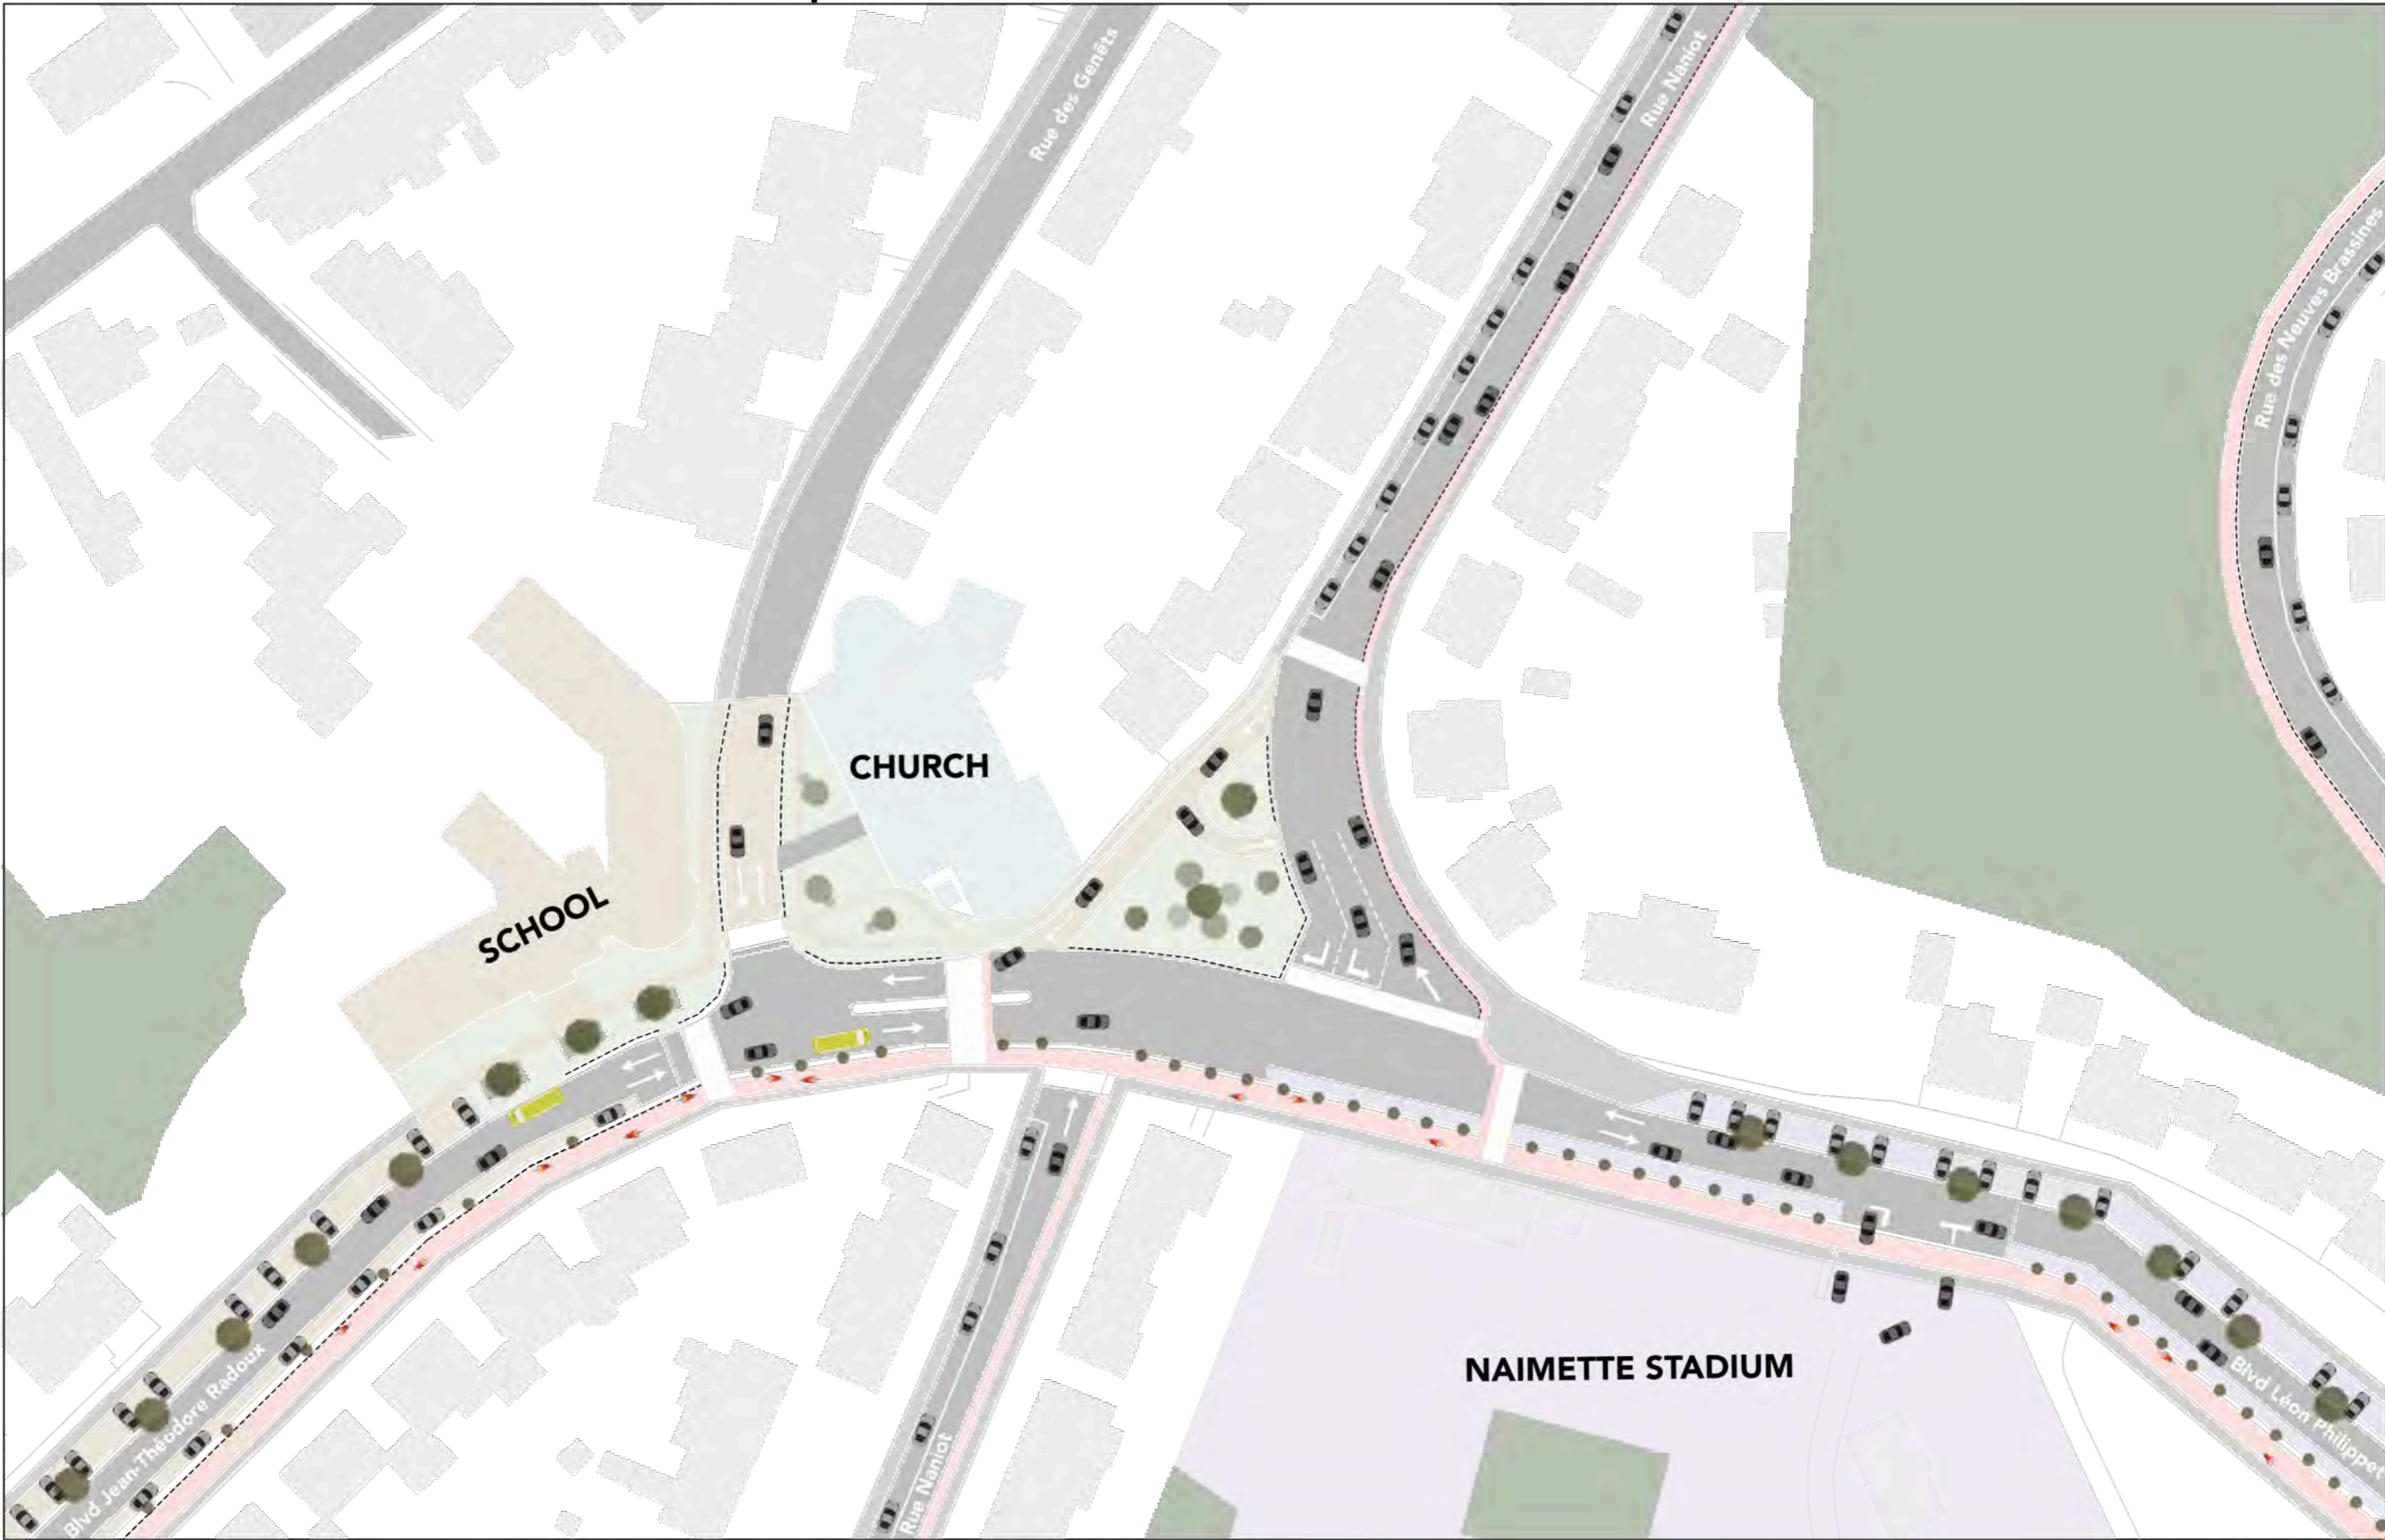 Rue des Genêts
Rue Naniot
Rue des Neuves Brassines
CHURCH
SCHOOL
NAIMETTE STADIUM
Blvd Jean-Théodore Radoux
Rue Naniot
Blvd Léon Philippet